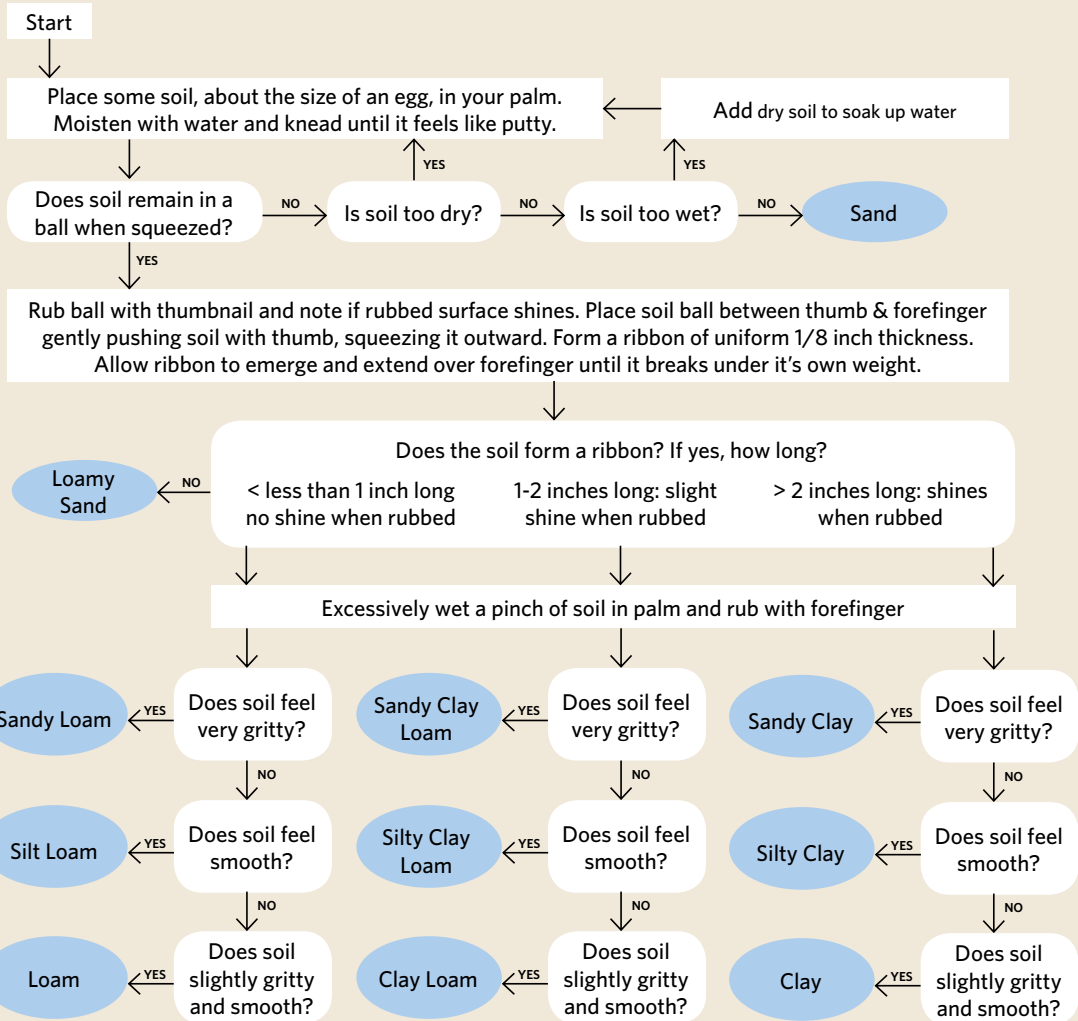 Start
Place some soil, about the size of an egg, in your palm.
Moisten with water and knead until it feels like putty.
Add dry soil to soak up water
YES
YES
Does soil remain in a
ball when squeezed?
NO
Is soil too dry?
NO
Is soil too wet?
NO
Sand
YES
Rub ball with thumbnail and note if rubbed surface shines. Place soil ball between thumb & forefinger
gently pushing soil with thumb, squeezing it outward. Form a ribbon of uniform 1/8 inch thickness.
Allow ribbon to emerge and extend over forefinger until it breaks under it's own weight.
Does the soil form a ribbon? If yes, how long?
Loamy
Sand
NO
< less than 1 inch long
no shine when rubbed
1-2 inches long: slight
shine when rubbed
> 2 inches long: shines
when rubbed
Excessively wet a pinch of soil in palm and rub with forefinger
Sandy Loam
YES
Does soil feel
very gritty?
Sandy Clay
Loam
YES
Does soil feel
very gritty?
Sandy Clay
YES
Does soil feel
very gritty?
NO
NO
NO
Silt Loam
YES
Does soil feel
smooth?
Silty Clay
Loam
YES
Does soil feel
smooth?
Silty Clay
YES
Does soil feel
smooth?
NO
NO
NO
Loam
YES
Does soil
slightly gritty
and smooth?
Clay Loam
YES
Does soil
slightly gritty
and smooth?
Clay
YES
Does soil
slightly gritty
and smooth?